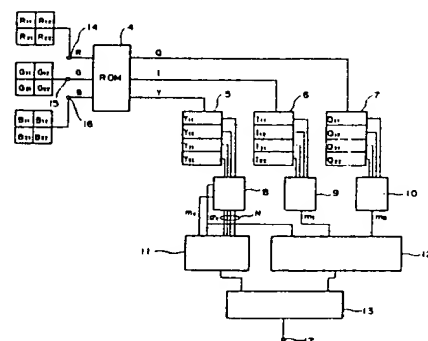 R₁₁ R₁₂
R₂₁ R₂₂
14
R
4
Q
G₁₁ G₁₂
G₂₁ G₂₂
15
G
ROM
I
B₁₁ B₁₂
B₂₁ B₂₂
16
B
Y
5
6
7
Y₁₁ I₁₁ Q₁₁
Y₁₂ I₁₂ Q₁₂
Y₂₁ I₂₁ Q₂₁
Y₂₂ I₂₂ Q₂₂
8
9
10
N
11
12
13
17